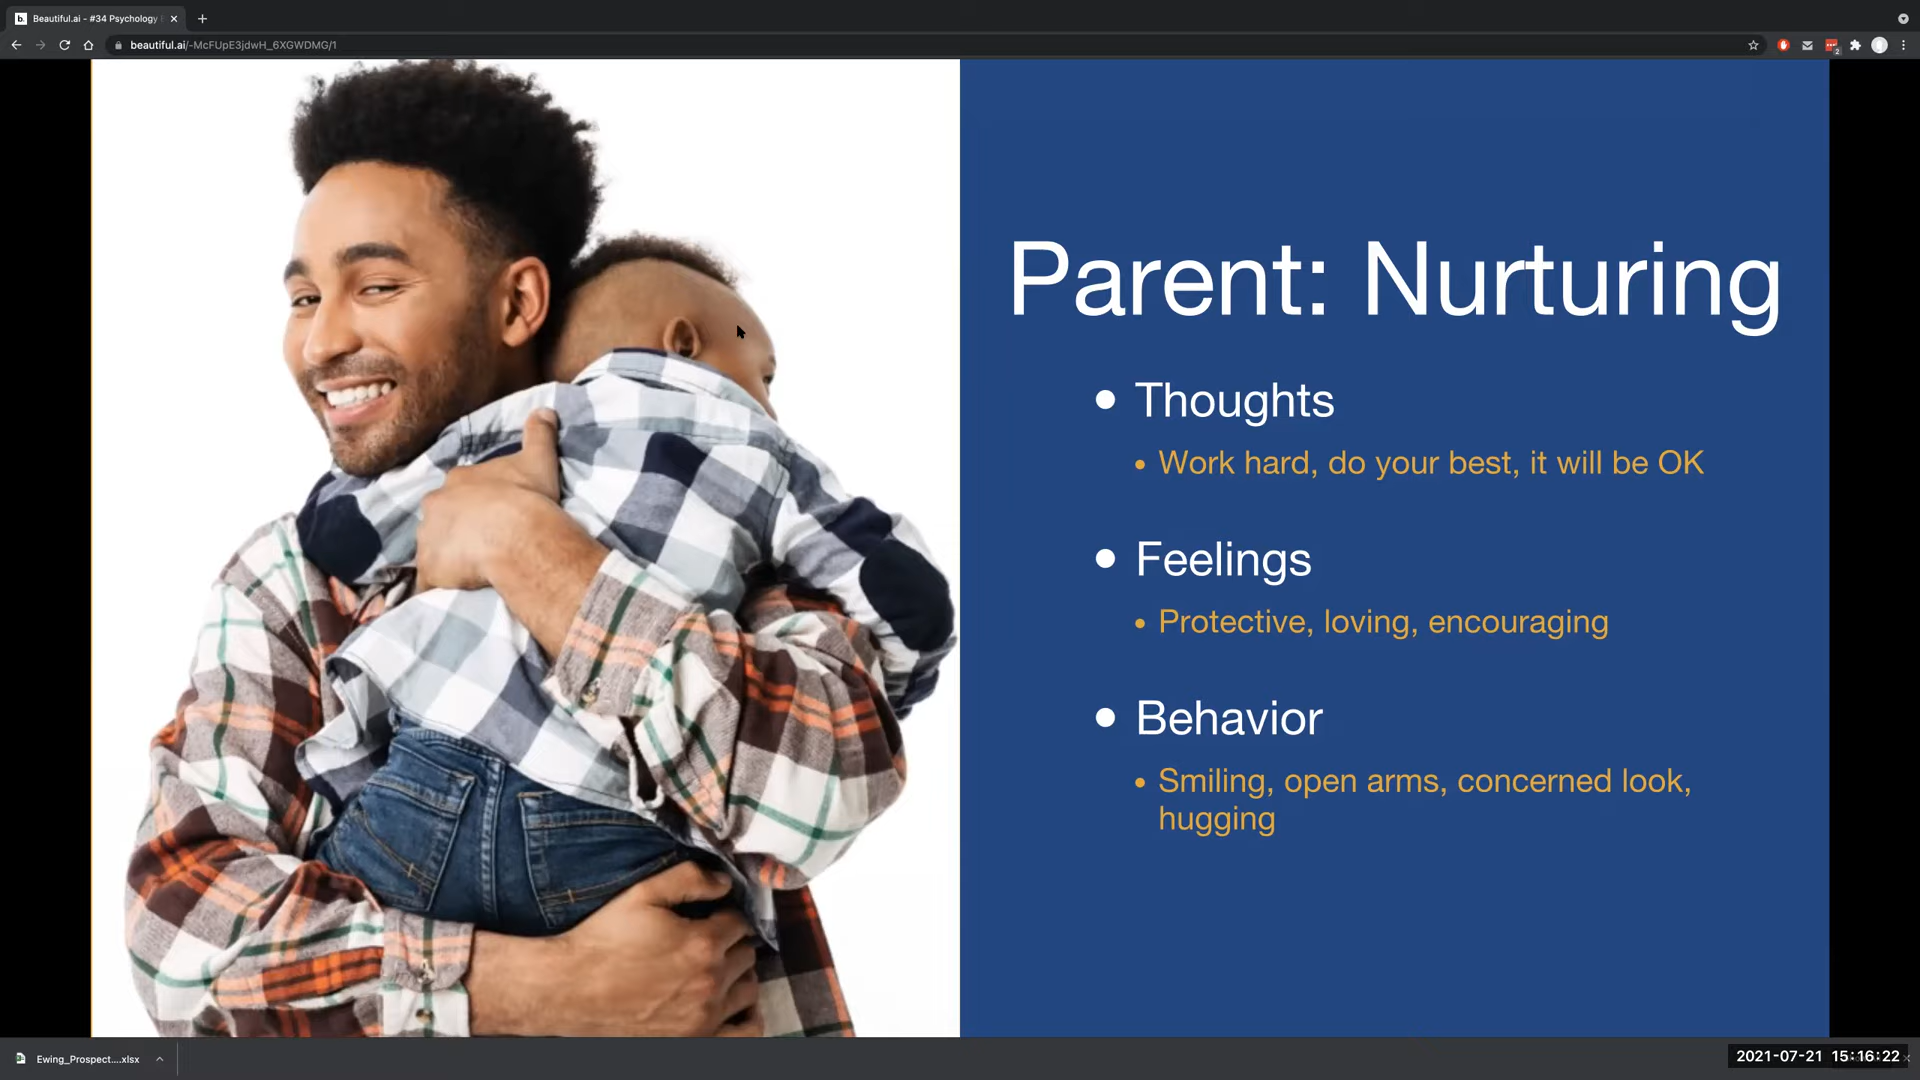 b. Beautiful.ai - #34 Psychology
beautiful.ai/-McFUpE3jdwH_6XGWDMG/1
2
Parent: Nurturing
• Thoughts
• Work hard, do your best, it will be OK
• Feelings
• Protective, loving, encouraging
• Behavior
• Smiling, open arms, concerned look,
hugging
Ewing_Prospect....xlsx
2021-07-21 15:16:22